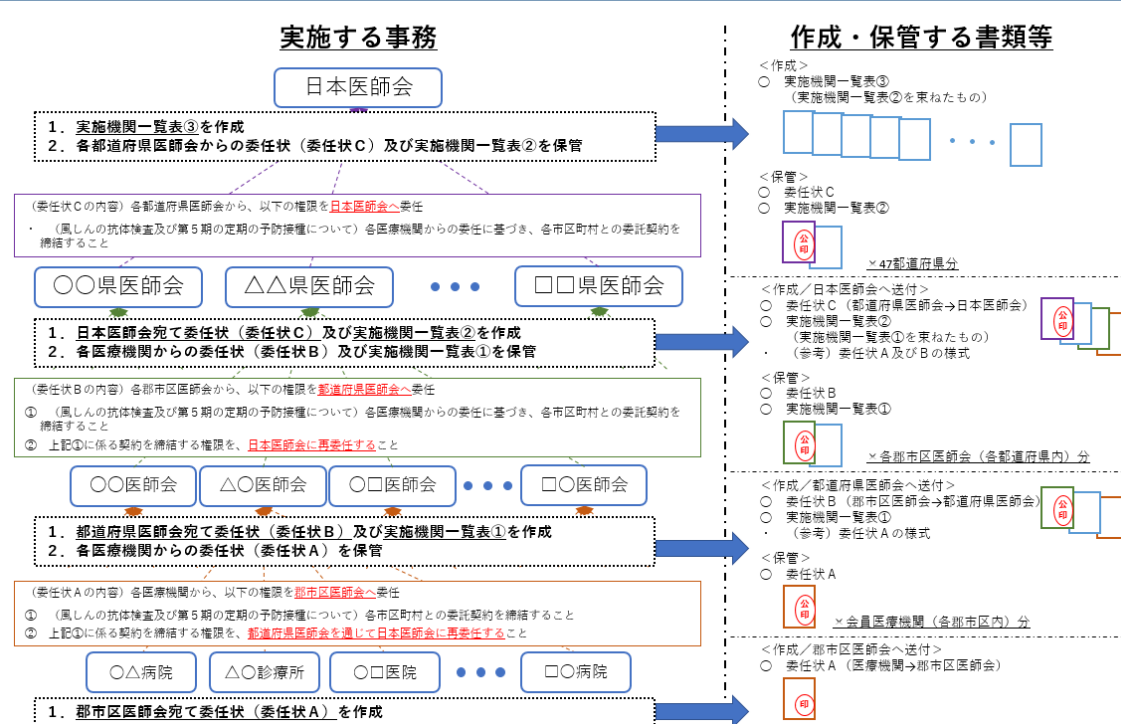 実施する事務
日本医師会
1．実施機関一覧表③を作成
2．各都道府県医師会からの委任状（委任状Ｃ）及び実施機関一覧表②を保管
（委任状Ｃの内容）各都道府県医師会から、以下の権限を日本医師会へ委任
・　（風しんの抗体検査及び第５期の定期の予防接種について）各医療機関からの委任に基づき、各市区町村との委託契約を
締結すること
○○県医師会
△△県医師会
●●●
□□県医師会
1．日本医師会宛て委任状（委任状Ｃ）及び実施機関一覧表②を作成
2．各医療機関からの委任状（委任状Ｂ）及び実施機関一覧表①を保管
（委任状Ｂの内容）各郡市区医師会から、以下の権限を都道府県医師会へ委任
①　（風しんの抗体検査及び第５期の定期の予防接種について）各医療機関からの委任に基づき、各市区町村との委託契約を
締結すること
②　上記①に係る契約を締結する権限を、日本医師会に再委任すること
○○医師会
△○医師会
○□医師会
●●●
□○医師会
1．都道府県医師会宛て委任状（委任状Ｂ）及び実施機関一覧表①を作成
2．各医療機関からの委任状（委任状Ａ）を保管
（委任状Ａの内容）各医療機関から、以下の権限を郡市区医師会へ委任
①　（風しんの抗体検査及び第５期の定期の予防接種について）各市区町村との委託契約を締結すること
②　上記①に係る契約を締結する権限を、都道府県医師会を通じて日本医師会に再委任すること
○△病院
△○診療所
○□医院
●●●
□○病院
1．郡市区医師会宛て委任状（委任状Ａ）を作成
作成・保管する書類等
＜作成＞
○　実施機関一覧表③
（実施機関一覧表②を束ねたもの）
・・・
＜保管＞
○　委任状Ｃ
○　実施機関一覧表②
公印
×47都道府県分
＜作成／日本医師会へ送付＞
○　委任状Ｃ（都道府県医師会→日本医師会）
○　実施機関一覧表②
（実施機関一覧表①を束ねたもの）
・　（参考）委任状Ａ及びＢの様式
公印
＜保管＞
○　委任状Ｂ
○　実施機関一覧表①
公印
×各郡市区医師会（各都道府県内）分
＜作成／都道府県医師会へ送付＞
○　委任状Ｂ（郡市区医師会→都道府県医師会）
○　実施機関一覧表①
・　（参考）委任状Ａの様式
公印
＜保管＞
○　委任状Ａ
公印
×会員医療機関（各郡市区内）分
＜作成／郡市区医師会へ送付＞
○　委任状Ａ（医療機関→郡市区医師会）
印